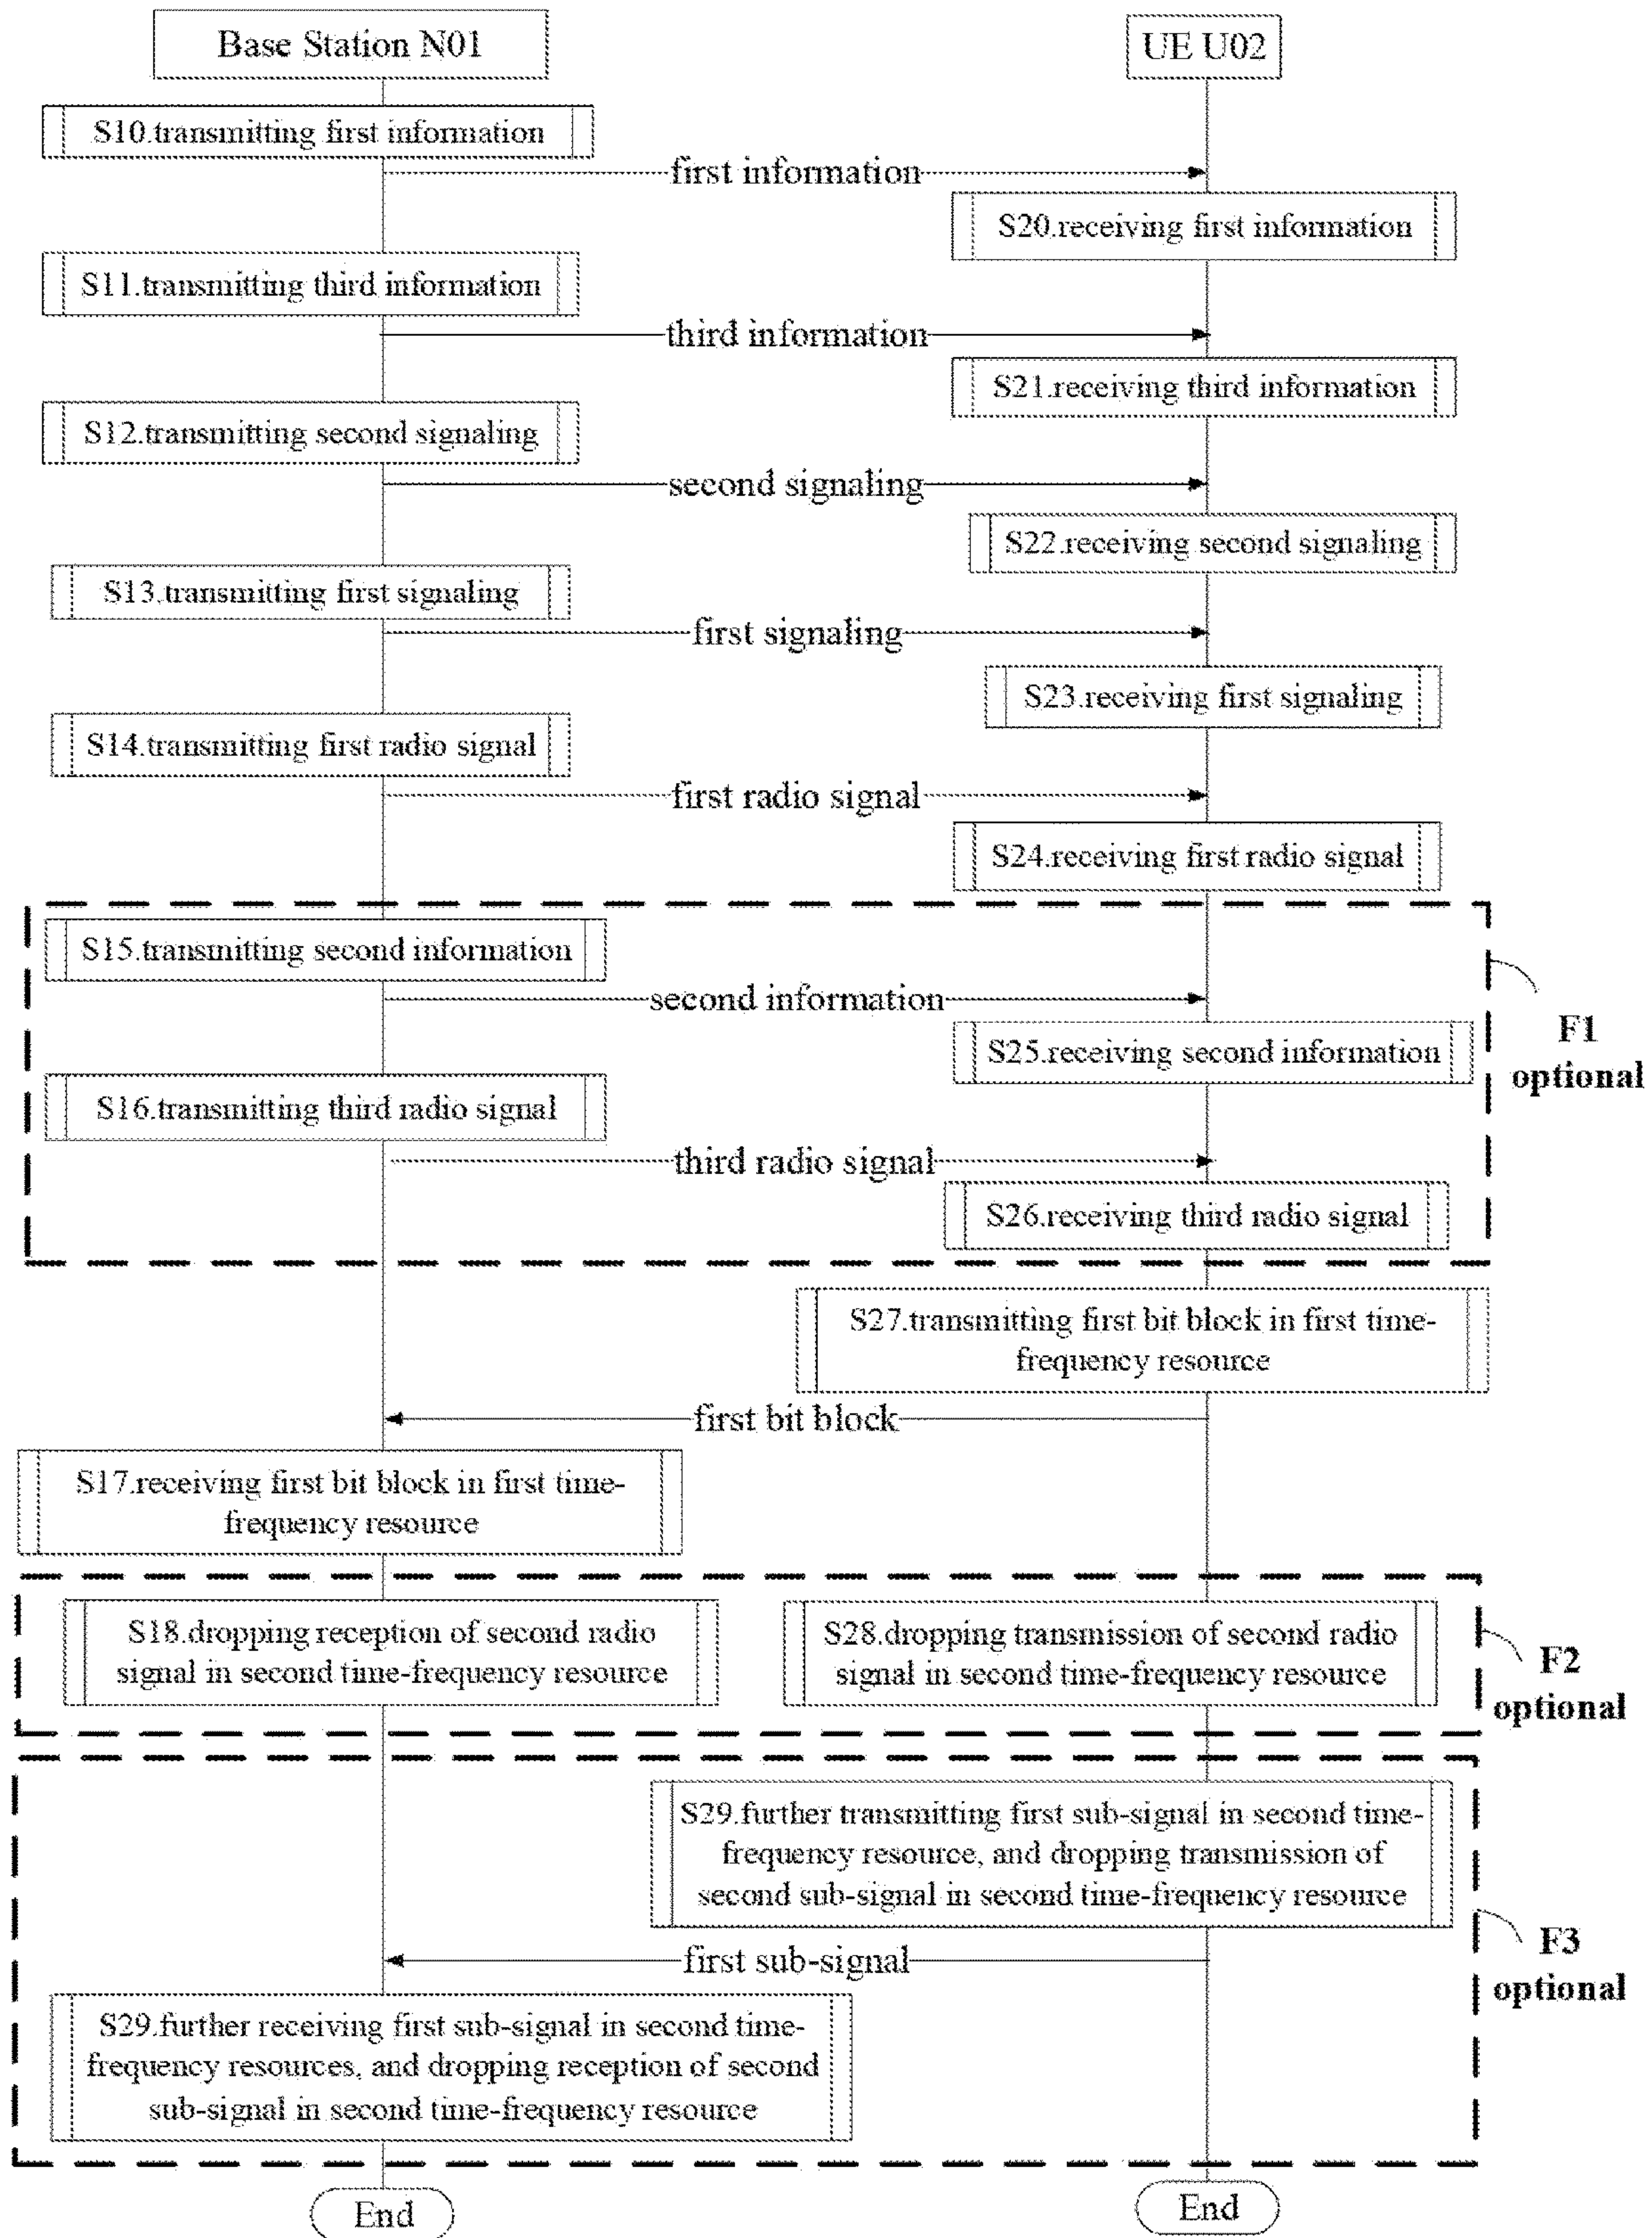 Base Station N01
UE U02
S10.transmitting first information
first information
S20.receiving first information
S11.transmitting third information
third information
S21.receiving third information
S12.transmitting second signaling
second signaling
S22.receiving second signaling
S13.transmitting first signaling
first signaling
S23.receiving first signaling
S14.transmitting first radio signal
first radio signal
S24.receiving first radio signal
S15.transmitting second information
second information
F1
optional
S25.receiving second information
S16.transmitting third radio signal
third radio signal
S26.receiving third radio signal
S27.transmitting first bit block in first time-
frequency resource
first bit block
S17.receiving first bit block in first time-
frequency resource
S18.dropping reception of second radio
signal in second time-frequency resource
S28.dropping transmission of second radio
signal in second time-frequency resource
F2
optional
S29.further transmitting first sub-signal in second time-
frequency resource, and dropping transmission of
second sub-signal in second time-frequency resource
F3
optional
first sub-signal
S29.further receiving first sub-signal in second time-
frequency resources, and dropping reception of second
sub-signal in second time-frequency resource
End
End